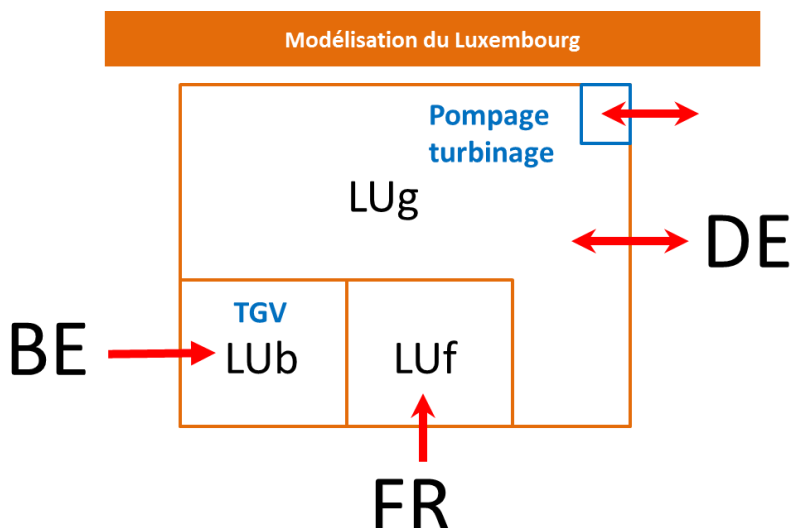 Modélisation du Luxembourg
Pompage
turbinage
LUg
DE
TGV
BE
LUb
LUf
FR